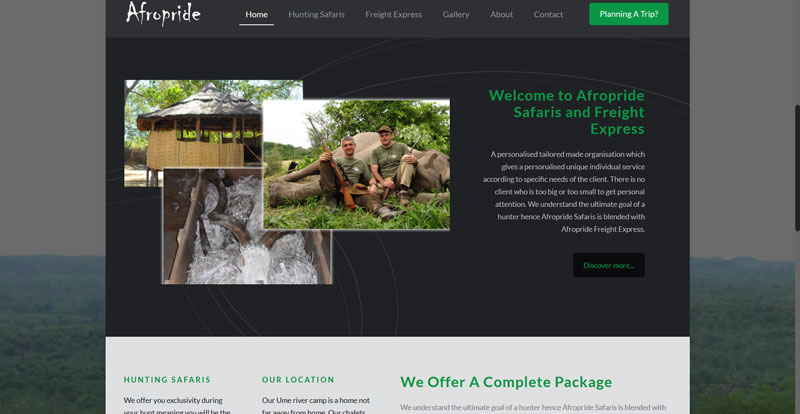 Afropride
Home
Hunting Safaris
Freight Express
Gallery
About
Contact
Planning A Trip?
Welcome to Afropride
Safaris and Freight
Express
A personalised tailored made organisation which
gives a personalised unique individual service
according to specific needs of the client. There is no
client who is too big or too small to get personal
attention. We understand the ultimate goal of a
hunter hence Afropride Safaris is blended with
Afropride Freight Express.
Discover more...
HUNTING SAFARIS
We offer you exclusivity during
your hunt meaning you will be the
OUR LOCATION
Our Ume river camp is a home not
far away from home. Our chalets
We Offer A Complete Package
We understand the ultimate goal of a hunter hence Afropride Safaris is blended with